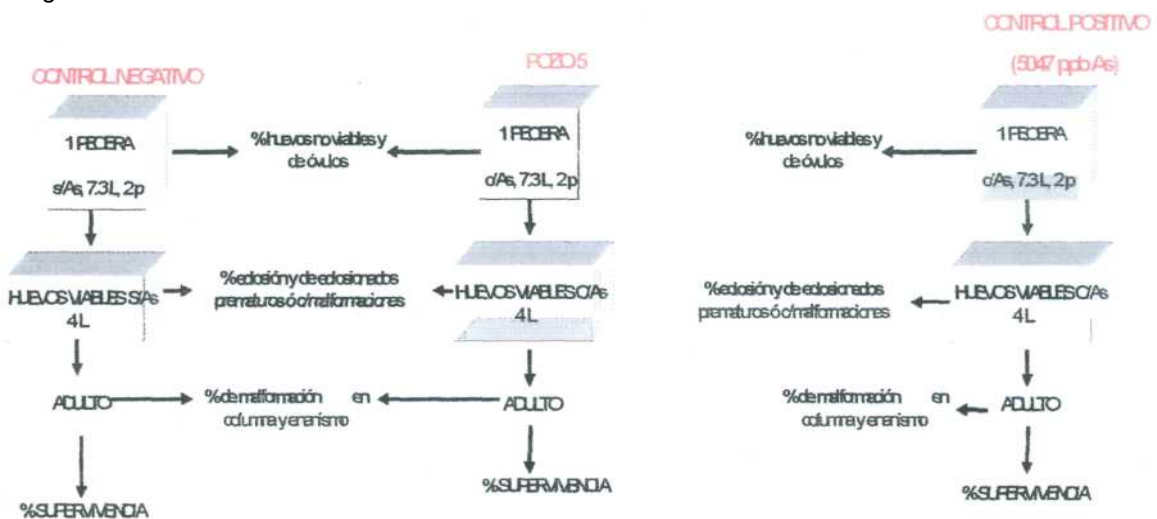 CONTROL NEGATIVO
1 PECERA
s/As, 7.3L, 2p
HUEVOS VIABLES S/As
4L
ADULTO
%SUPERVIVENCIA
%huevos no viables y
de óvulos
%eclosión y de eclosionados
prematuros ó c/malformaciones
%de malformación en
columna y enanismo
POZO 5
1 PECERA
c/As, 7.3L, 2p
HUEVOS VIABLES C/As
4L
ADULTO
%SUPERVIVENCIA
CONTROL POSITIVO
(5047 ppb As)
1 PECERA
c/As, 7.3L, 2p
%huevos no viables y
de óvulos
HUEVOS VIABLES C/As
4L
%eclosión y de eclosionados
prematuros ó c/malformaciones
ADULTO
%de malformación en
columna y enanismo
%SUPERVIVENCIA